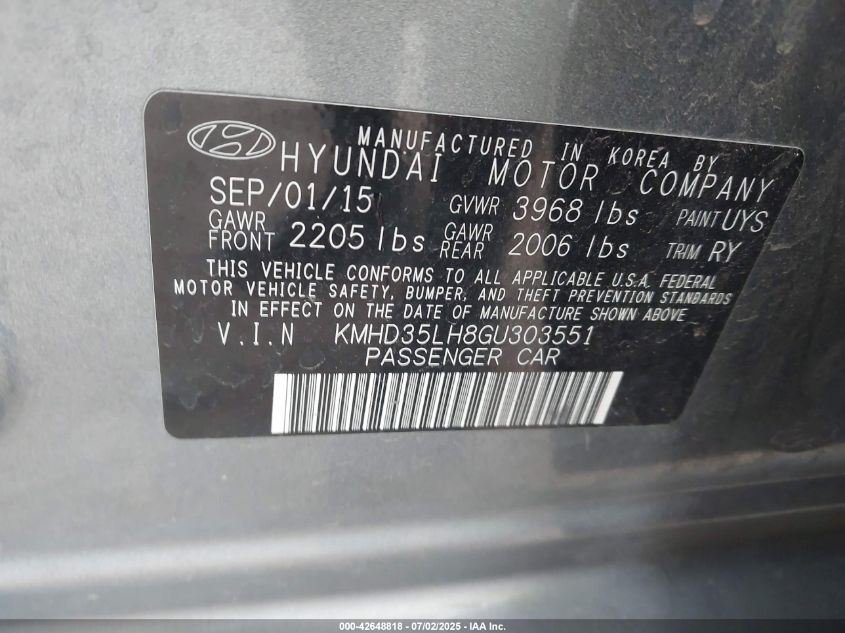 MANUFACTURED IN KOREA BY
HYUNDAI MOTOR COMPANY
SEP/01/15 GVWR 3968 lbs PAINT UYS
GAWR FRONT 2205 lbs GAWR REAR 2006 lbs TRIM RY
THIS VEHICLE CONFORMS TO ALL APPLICABLE U.S.A. FEDERAL
MOTOR VEHICLE SAFETY, BUMPER, AND THEFT PREVENTION STANDARDS
IN EFFECT ON THE DATE OF MANUFACTURE SHOWN ABOVE
V.I.N KMHD35LH8GU303551
PASSENGER CAR
000-42648818 - 07/02/2025 - IAA Inc.